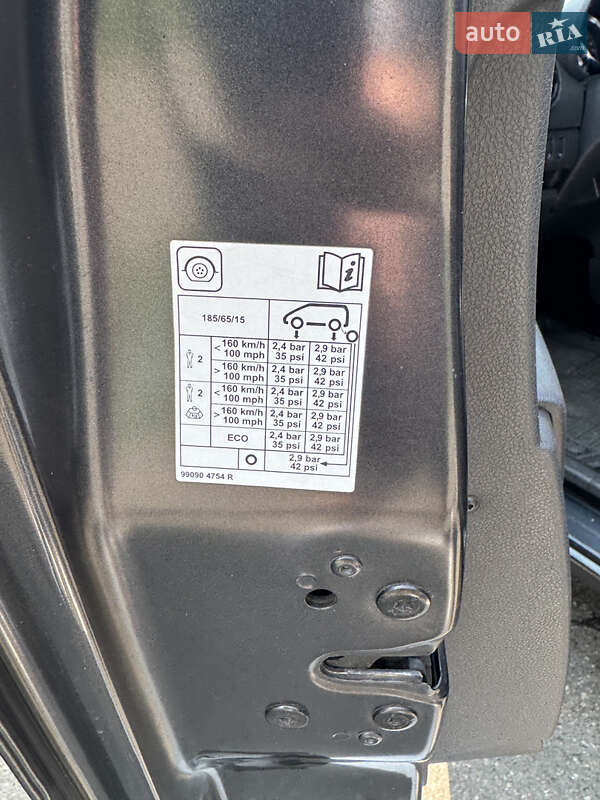 auto RIA.com
i
185/65/15
2 < 160 km/h 2,4 bar 2,9 bar
100 mph 35 psi 42 psi
> 160 km/h 2,4 bar 2,9 bar
100 mph 35 psi 42 psi
2 < 160 km/h 2,4 bar 2,9 bar
100 mph 35 psi 42 psi
> 160 km/h 2,4 bar 2,9 bar
100 mph 35 psi 42 psi
ECO 2,4 bar 2,9 bar
35 psi 42 psi
2,9 bar
42 psi
99090 4754 R